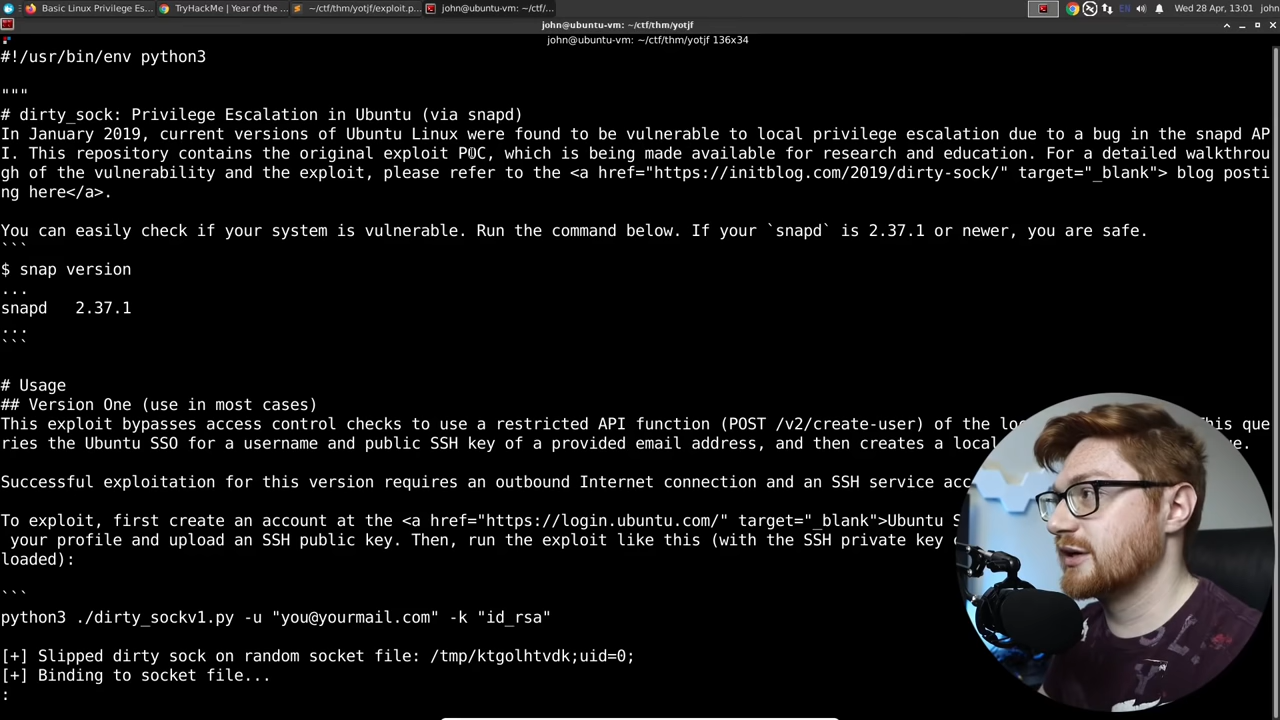 Basic Linux Privilege Es...
TryHackMe | Year of the ...
~/ctf/thm/yotjf/exploit.p...
john@ubuntu-vm: ~/ctf/...
EN
Wed 28 Apr, 13:01
john
john@ubuntu-vm: ~/ctf/thm/yotjf
john@ubuntu-vm: ~/ctf/thm/yotjf 136x34
#!/usr/bin/env python3
"""
# dirty_sock: Privilege Escalation in Ubuntu (via snapd)
In January 2019, current versions of Ubuntu Linux were found to be vulnerable to local privilege escalation due to a bug in the snapd AP
I. This repository contains the original exploit POC, which is being made available for research and education. For a detailed walkthrou
gh of the vulnerability and the exploit, please refer to the <a href="https://initblog.com/2019/dirty-sock/" target="_blank"> blog posti
ng here</a>.
You can easily check if your system is vulnerable. Run the command below. If your `snapd` is 2.37.1 or newer, you are safe.
```
$ snap version
...
snapd   2.37.1
...
```
# Usage
## Version One (use in most cases)
This exploit bypasses access control checks to use a restricted API function (POST /v2/create-user) of the loc This que
ries the Ubuntu SSO for a username and public SSH key of a provided email address, and then creates a local
Successful exploitation for this version requires an outbound Internet connection and an SSH service acc
To exploit, first create an account at the <a href="https://login.ubuntu.com/" target="_blank">Ubuntu S
your profile and upload an SSH public key. Then, run the exploit like this (with the SSH private key
loaded):
```
python3 ./dirty_sockv1.py -u "you@yourmail.com" -k "id_rsa"
[+] Slipped dirty sock on random socket file: /tmp/ktgolhtvdk;uid=0;
[+] Binding to socket file...
: